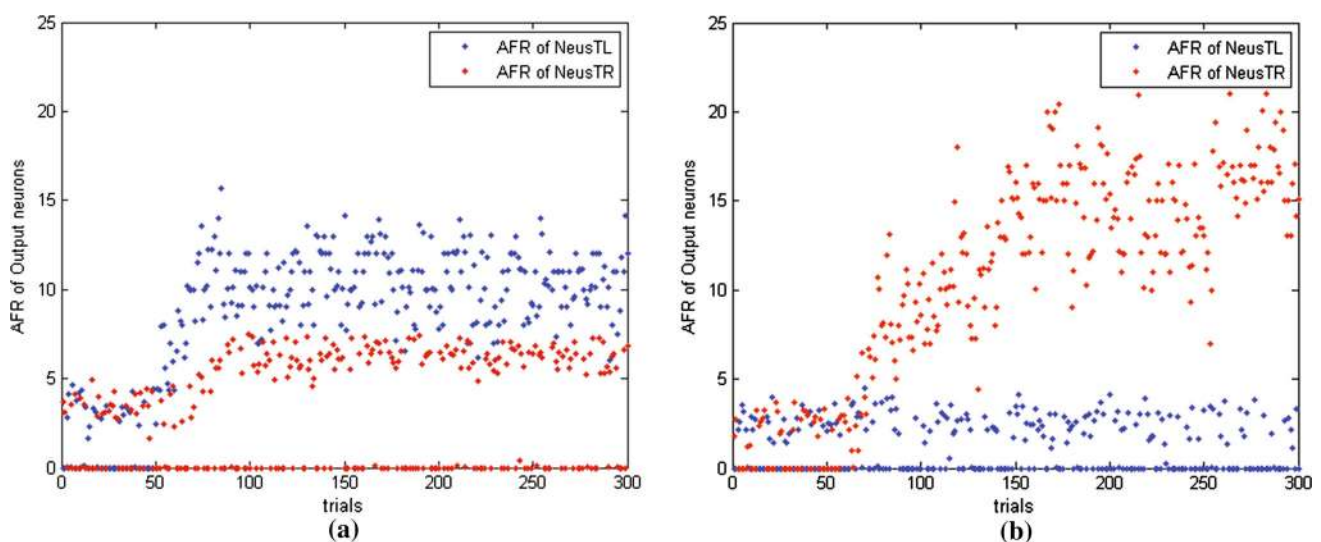 25
20
15
10
5
0
AFR of Output neurons
AFR of NeusTL
AFR of NeusTR
0 50 100 150 200 250 300
trials
(a)
25
20
15
10
5
0
AFR of Output neurons
AFR of NeusTL
AFR of NeusTR
0 50 100 150 200 250 300
trials
(b)